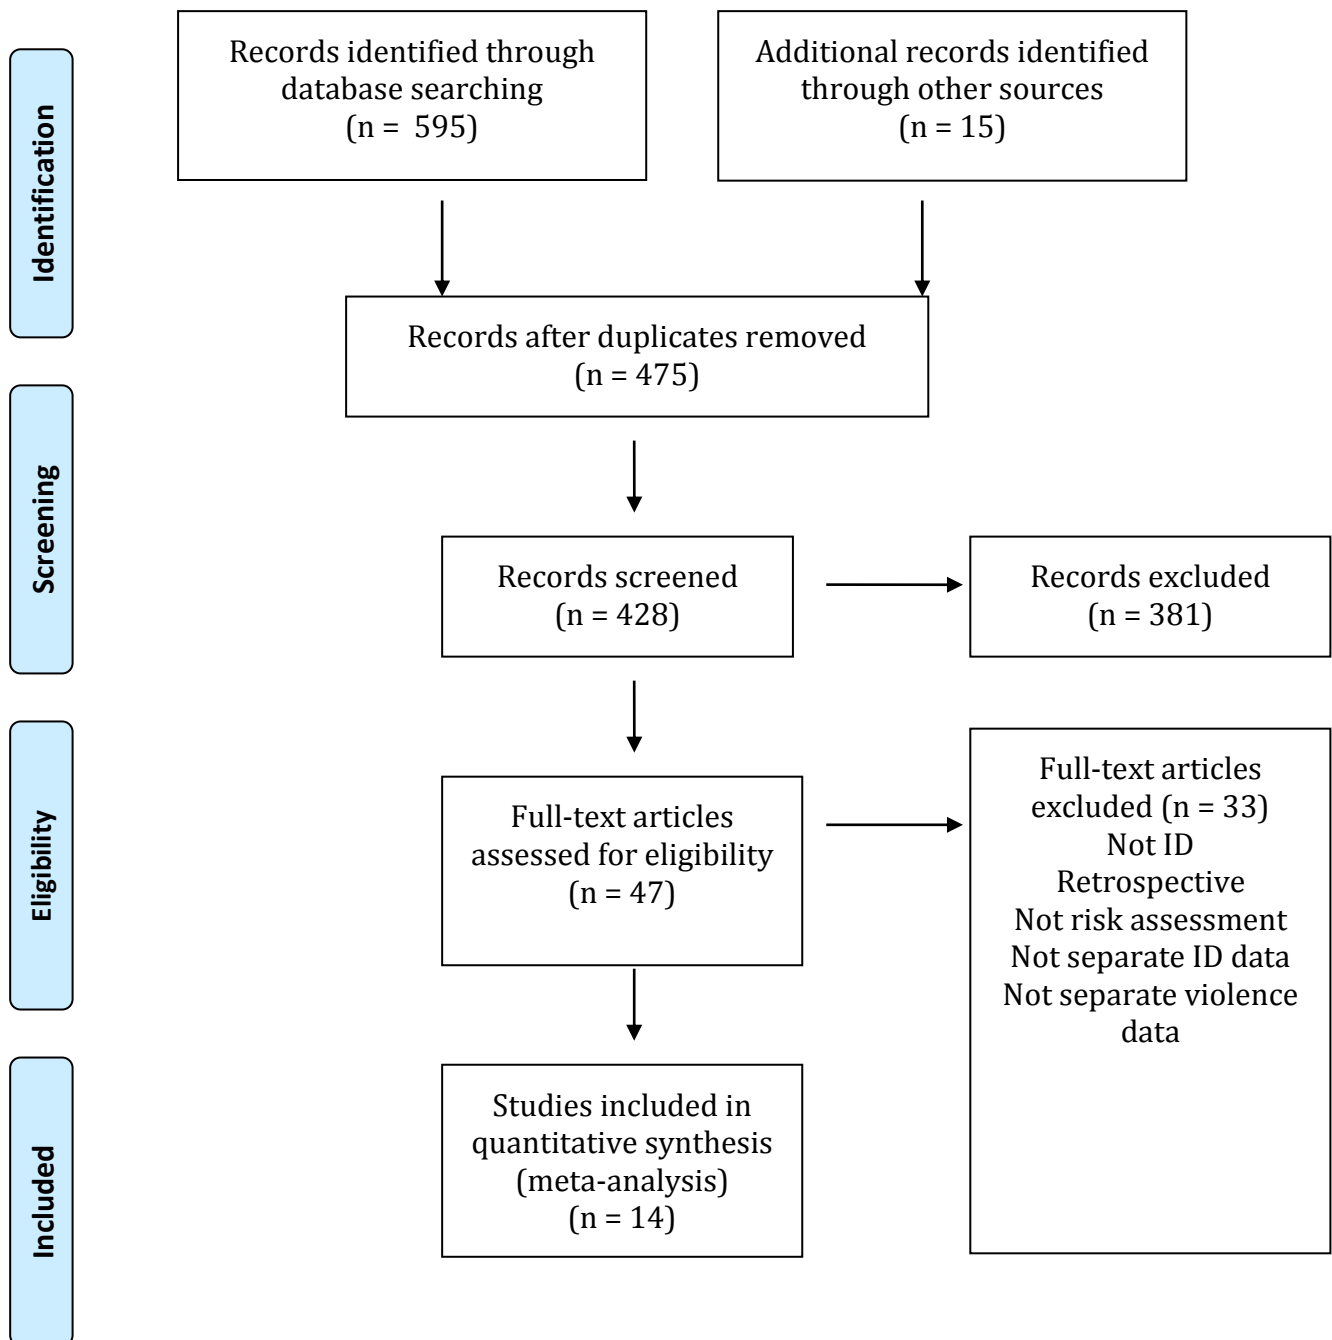 Identification
Records identified through
database searching
(n =  595)
Additional records identified
through other sources
(n = 15)
Records after duplicates removed
(n = 475)
Screening
Records screened
(n = 428)
Records excluded
(n = 381)
Eligibility
Full-text articles
assessed for eligibility
(n = 47)
Full-text articles
excluded (n = 33)
Not ID
Retrospective
Not risk assessment
Not separate ID data
Not separate violence
data
Included
Studies included in
quantitative synthesis
(meta-analysis)
(n = 14)